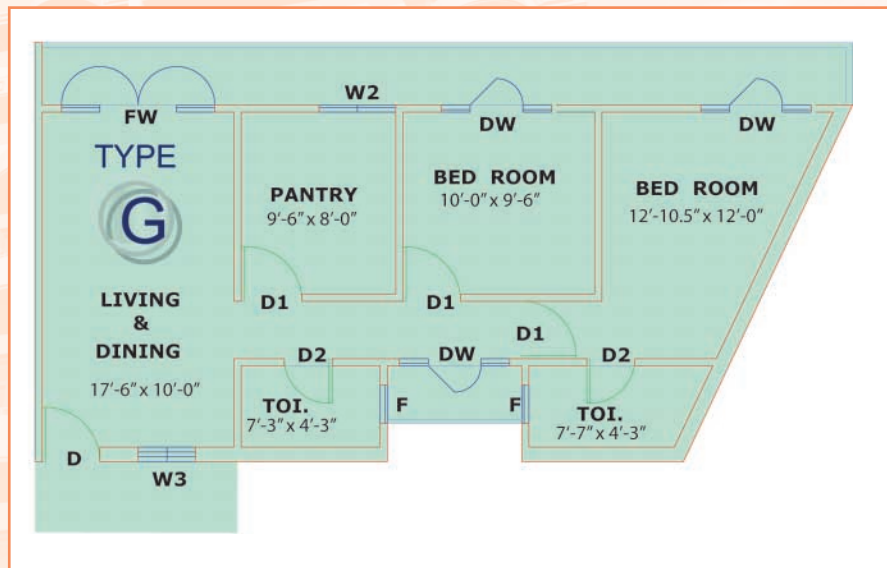 W2
FW
DW
DW
TYPE
G
PANTRY
9'-6" x 8'-0"
BED ROOM
10'-0" x 9'-6"
BED ROOM
12'-10.5" x 12'-0"
LIVING
&
DINING
17'-6" x 10'-0"
D1
D1
D1
D2
DW
D2
TOI.
7'-3" x 4'-3"
F
F
TOI.
7'-7" x 4'-3"
D
W3